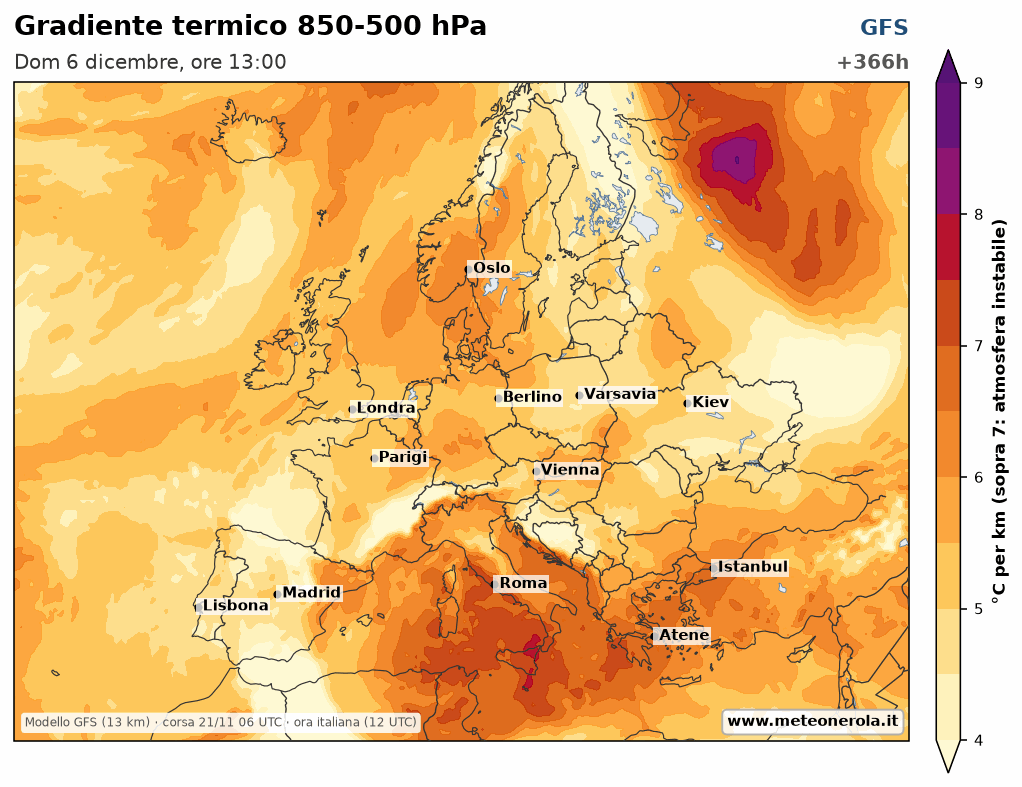 Gradiente termico 850-500 hPa
GFS
Dom 6 dicembre, ore 13:00
+366h
Oslo
Berlino
Varsavia
Kiev
Londra
Parigi
Vienna
Istanbul
Roma
Madrid
Lisbona
Atene
Modello GFS (13 km) · corsa 21/11 06 UTC · ora italiana (12 UTC)
www.meteonerola.it
9
8
7
6
5
4
°C per km (sopra 7: atmosfera instabile)